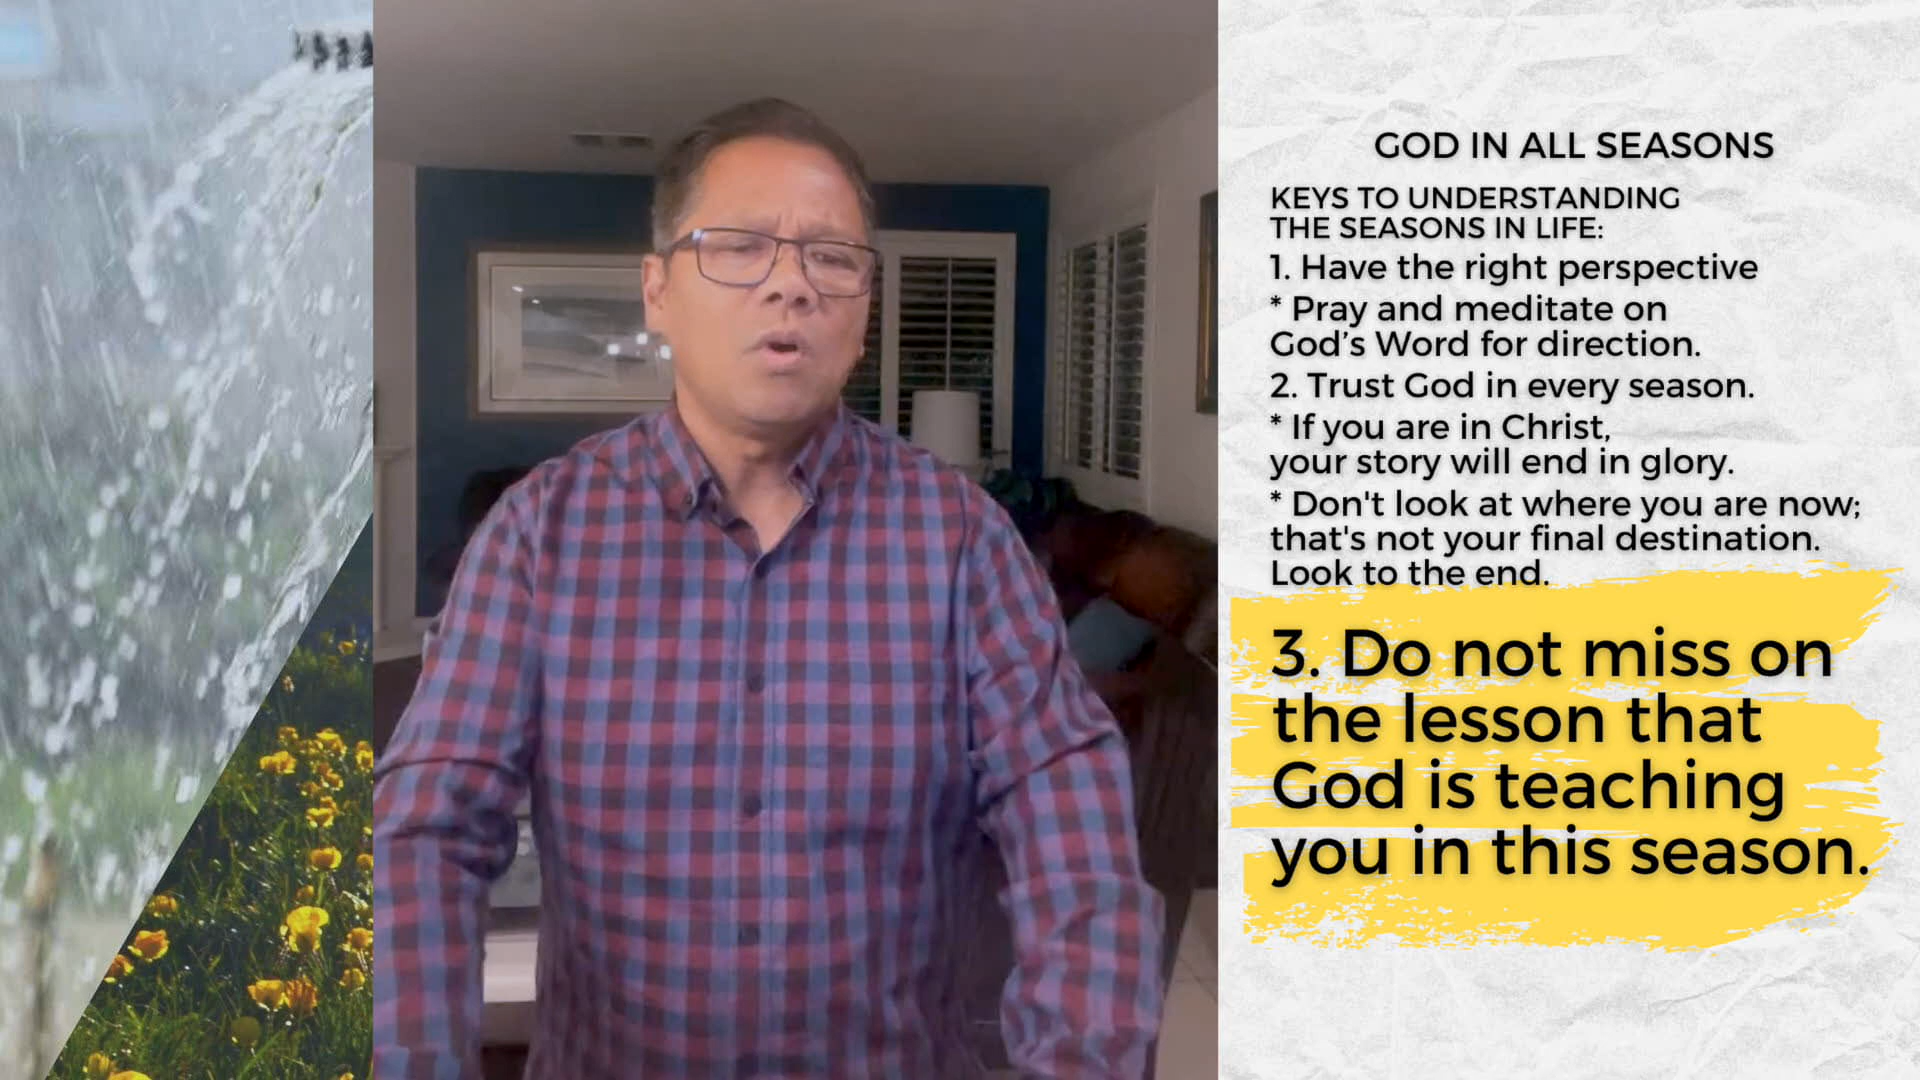 GOD IN ALL SEASONS
KEYS TO UNDERSTANDING
THE SEASONS IN LIFE:
1. Have the right perspective
* Pray and meditate on
God’s Word for direction.
2. Trust God in every season.
* If you are in Christ,
your story will end in glory.
* Don't look at where you are now;
that's not your final destination.
Look to the end.
3. Do not miss on
the lesson that
God is teaching
you in this season.